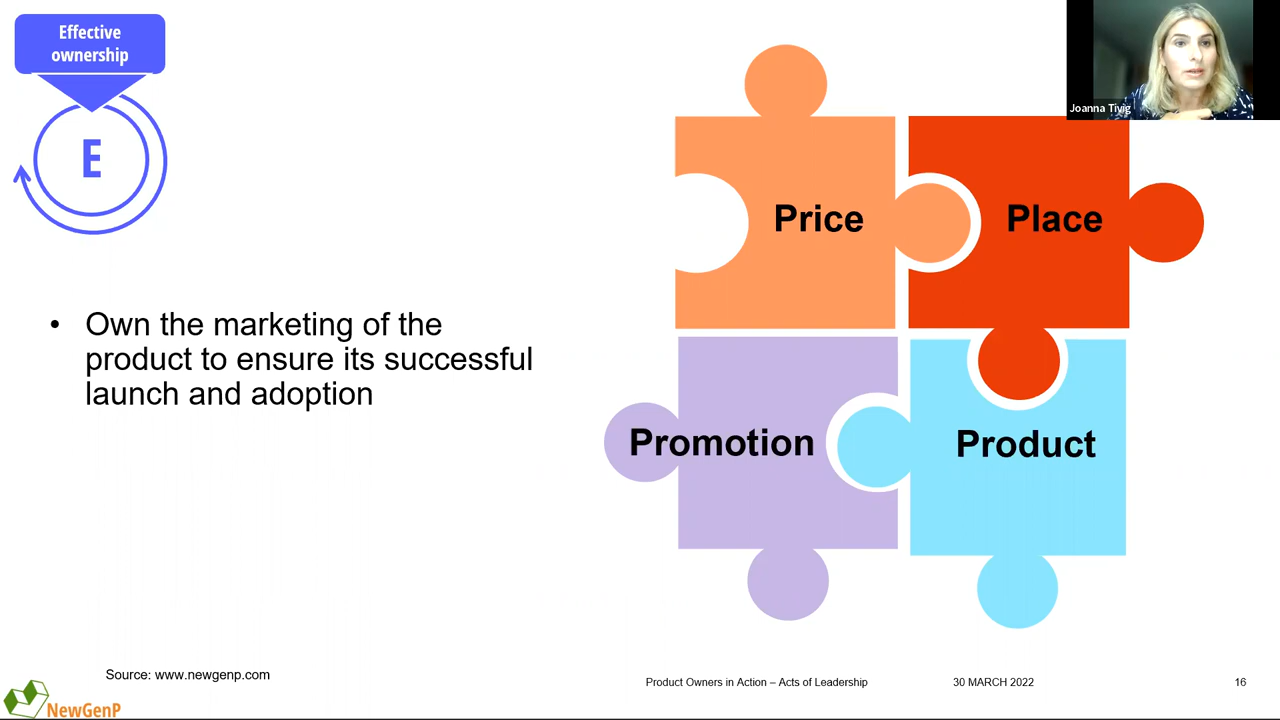 Effective
ownership
E
Joanna Tivig
Price
Place
• Own the marketing of the
product to ensure its successful
launch and adoption
Promotion
Product
Source: www.newgenp.com
Product Owners in Action – Acts of Leadership
30 MARCH 2022
16
NewGenP